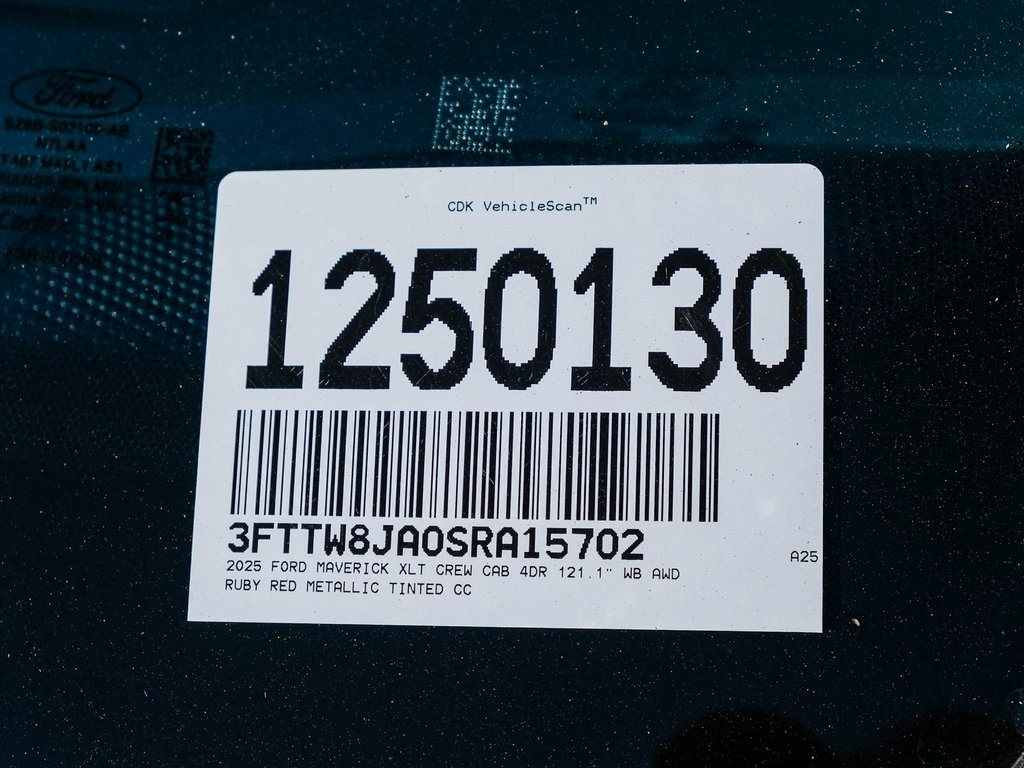 Ford
NTLAA
CDK VehicleScan™
1250130
3FTTW8JA0SRA15702
2025 FORD MAVERICK XLT CREW CAB 4DR 121.1" WB AWD
RUBY RED METALLIC TINTED CC
A25